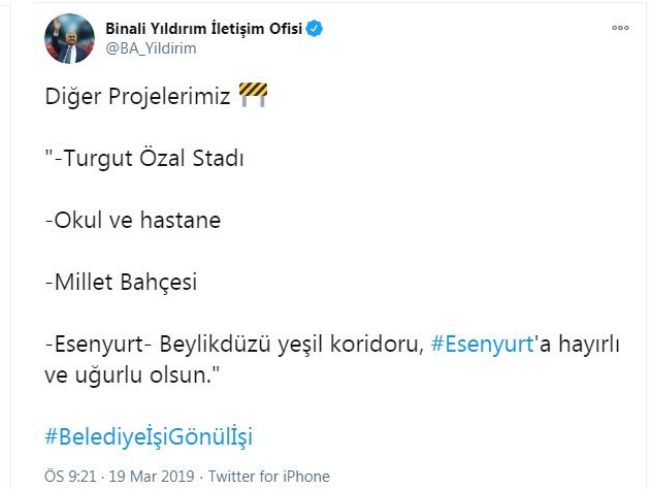 Binali Yıldırım İletişim Ofisi
@BA_Yildirim
Diğer Projelerimiz 🚧
"-Turgut Özal Stadı
-Okul ve hastane
-Millet Bahçesi
-Esenyurt- Beylikdüzü yeşil koridoru, #Esenyurt'a hayırlı
ve uğurlu olsun."
#BelediyeİşiGönülİşi
ÖS 9:21 · 19 Mar 2019 · Twitter for iPhone